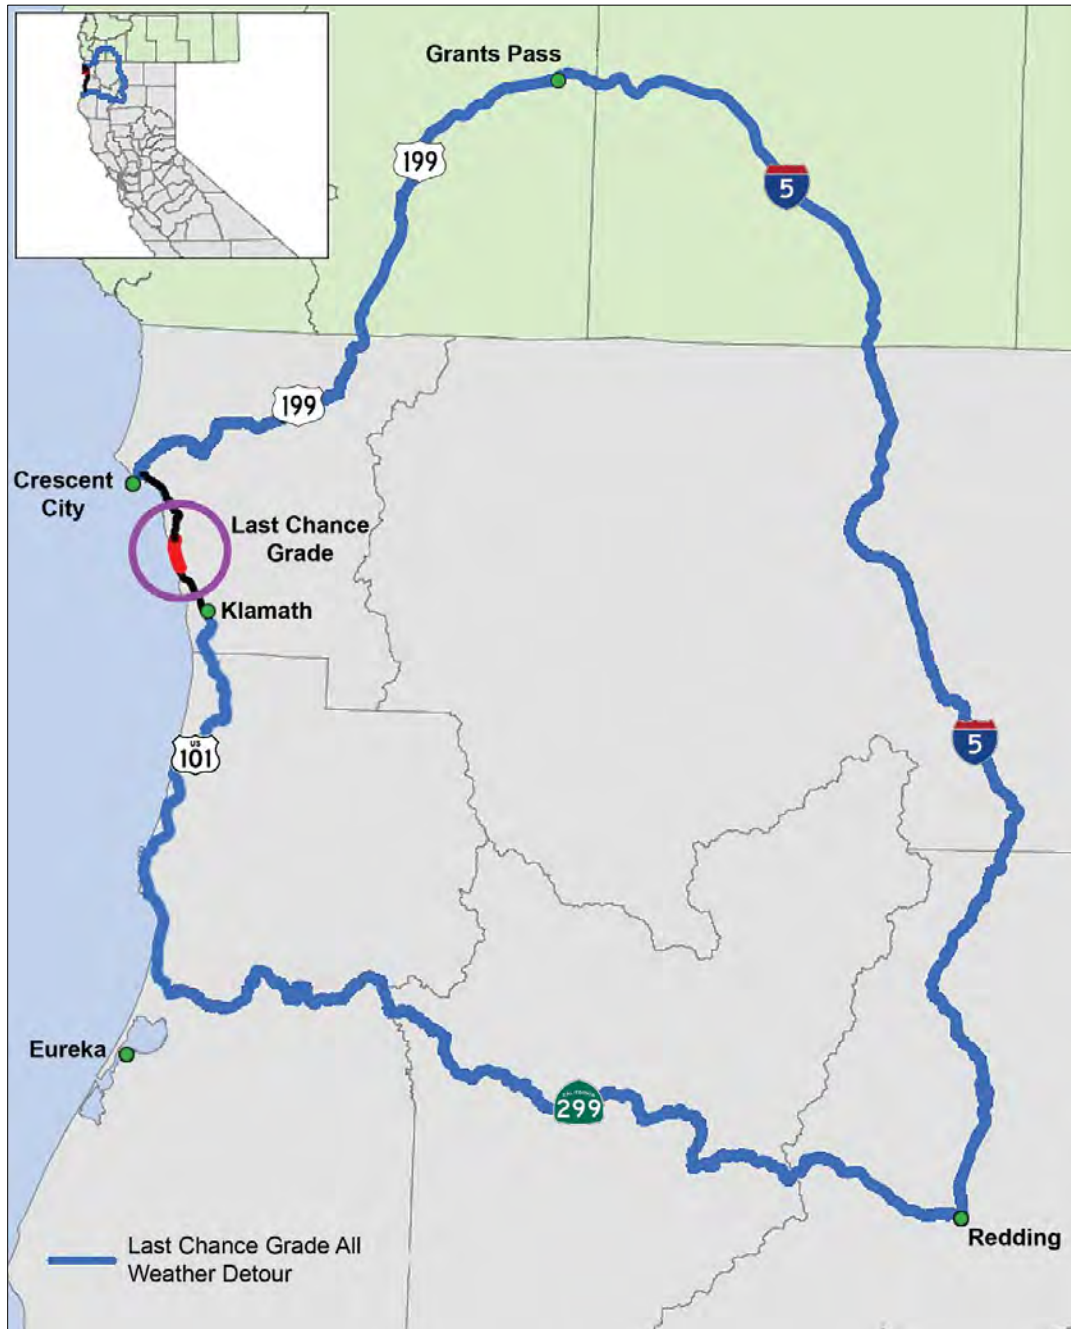 Grants Pass
199
5
199
Crescent
City
Last Chance
Grade
Klamath
US
101
5
Eureka
299
Redding
Last Chance Grade All
Weather Detour